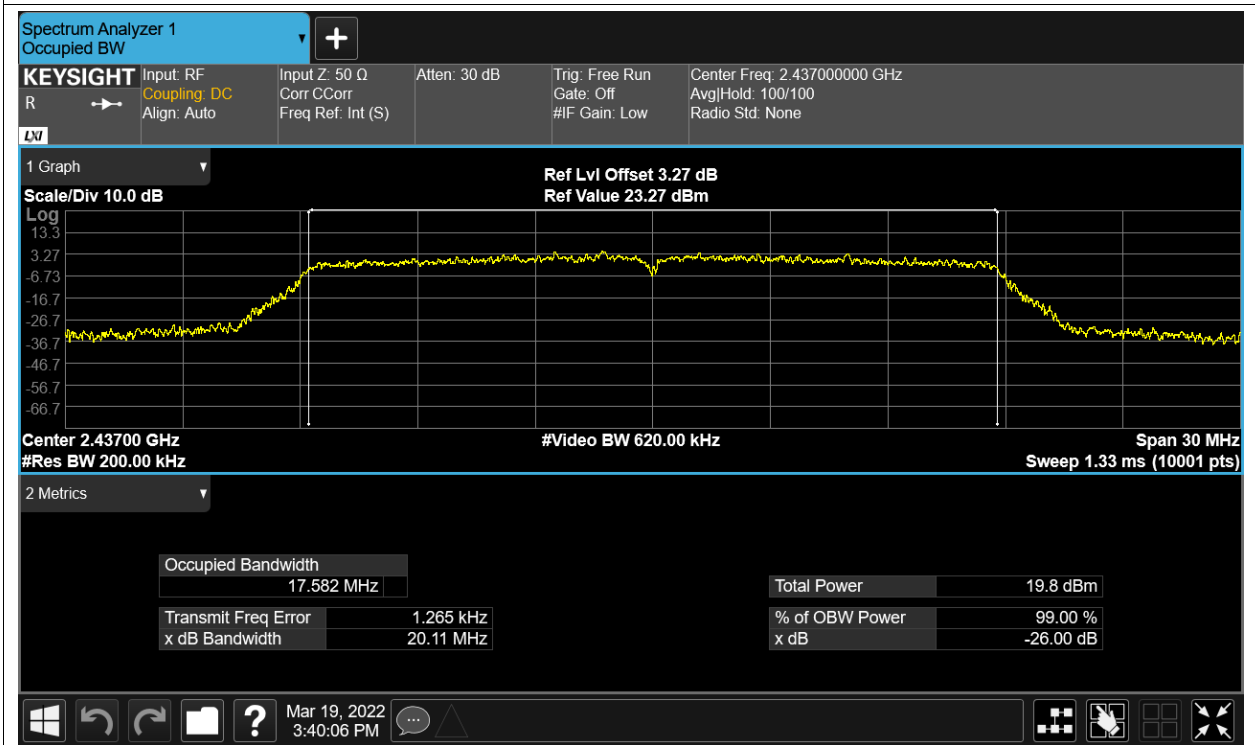 Spectrum Analyzer 1
Occupied BW
KEYSIGHT
R
LXI
Input: RF
Coupling: DC
Align: Auto
Input Z: 50 Ω
Corr CCorr
Freq Ref: Int (S)
Atten: 30 dB
Trig: Free Run
Gate: Off
#IF Gain: Low
Center Freq: 2.437000000 GHz
Avg|Hold: 100/100
Radio Std: None
1 Graph
Scale/Div 10.0 dB
Ref Lvl Offset 3.27 dB
Ref Value 23.27 dBm
Log
13.3
3.27
-6.73
-16.7
-26.7
-36.7
-46.7
-56.7
-66.7
Center 2.43700 GHz
#Video BW 620.00 kHz
Span 30 MHz
#Res BW 200.00 kHz
Sweep 1.33 ms (10001 pts)
2 Metrics
Occupied Bandwidth
17.582 MHz
Total Power 19.8 dBm
Transmit Freq Error 1.265 kHz
% of OBW Power 99.00 %
x dB Bandwidth 20.11 MHz
x dB -26.00 dB
?
Mar 19, 2022
3:40:06 PM